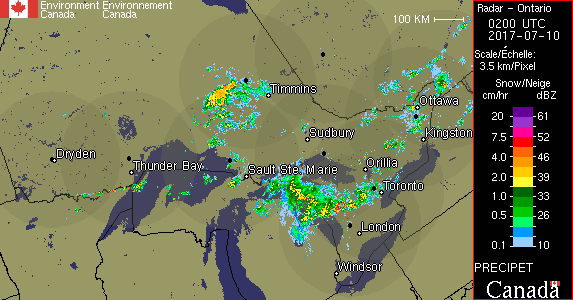 Environment Environnement
Canada Canada
100 KM
Timmins
Ottawa
Sudbury
Kingston
Dryden
Thunder Bay
Sault Ste. Marie
Orillia
Toronto
London
Windsor
Radar - Ontario
0200 UTC
2017-07-10
Scale/Échelle:
3.5 km/Pixel
Snow/Neige
cm/hr dBZ
20 61
7.5 52
4.0 46
2.0 39
1.0 33
0.5 26
0.1 10
PRECIPET
Canada